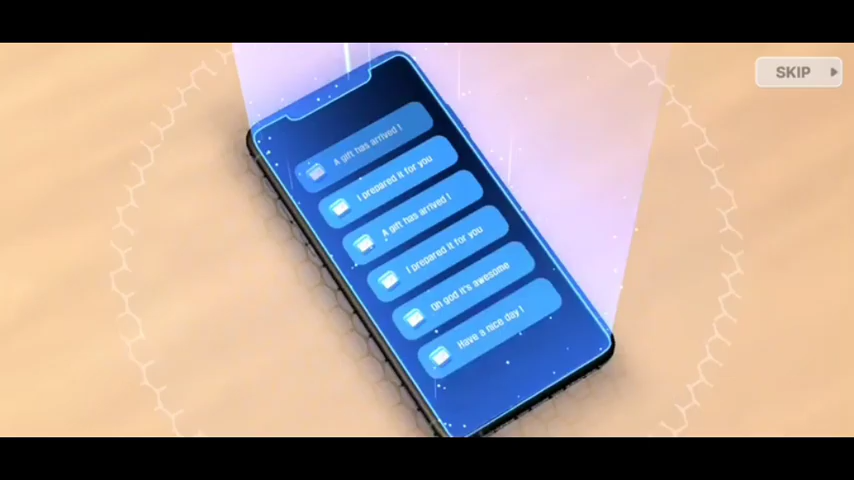 SKIP
A gift has arrived !
I prepared it for you
A gift has arrived !
I prepared it for you
Oh god it's awesome
Have a nice day !